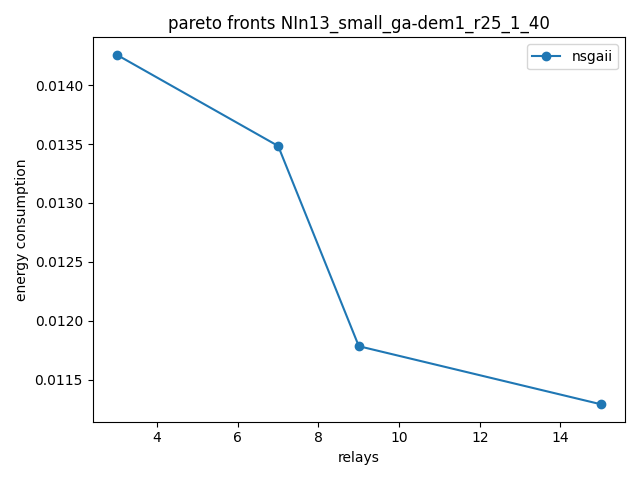 pareto fronts NIn13_small_ga-dem1_r25_1_40
nsgaii
0.0140
0.0135
0.0130
0.0125
0.0120
0.0115
energy consumption
4 6 8 10 12 14
relays